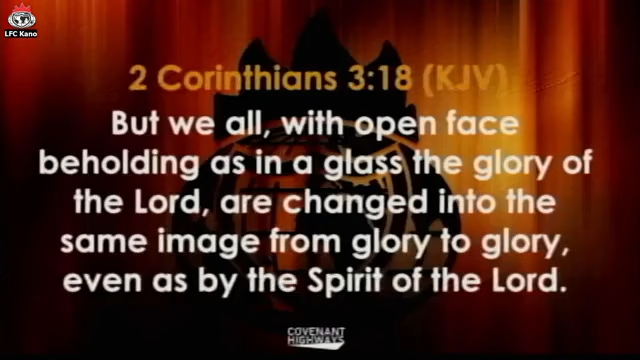 LFC Kano
2 Corinthians 3:18 (KJV)
But we all, with open face
beholding as in a glass the glory of
the Lord, are changed into the
same image from glory to glory,
even as by the Spirit of the Lord.
COVENANT
HIGHWAYS